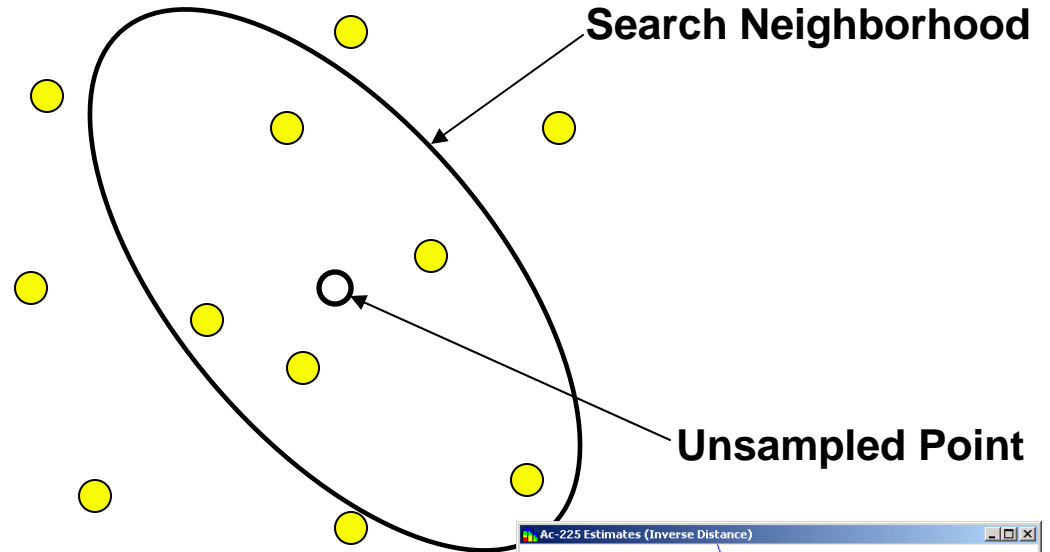 Search Neighborhood
Unsampled Point
Ac-225 Estimates (Inverse Distance)